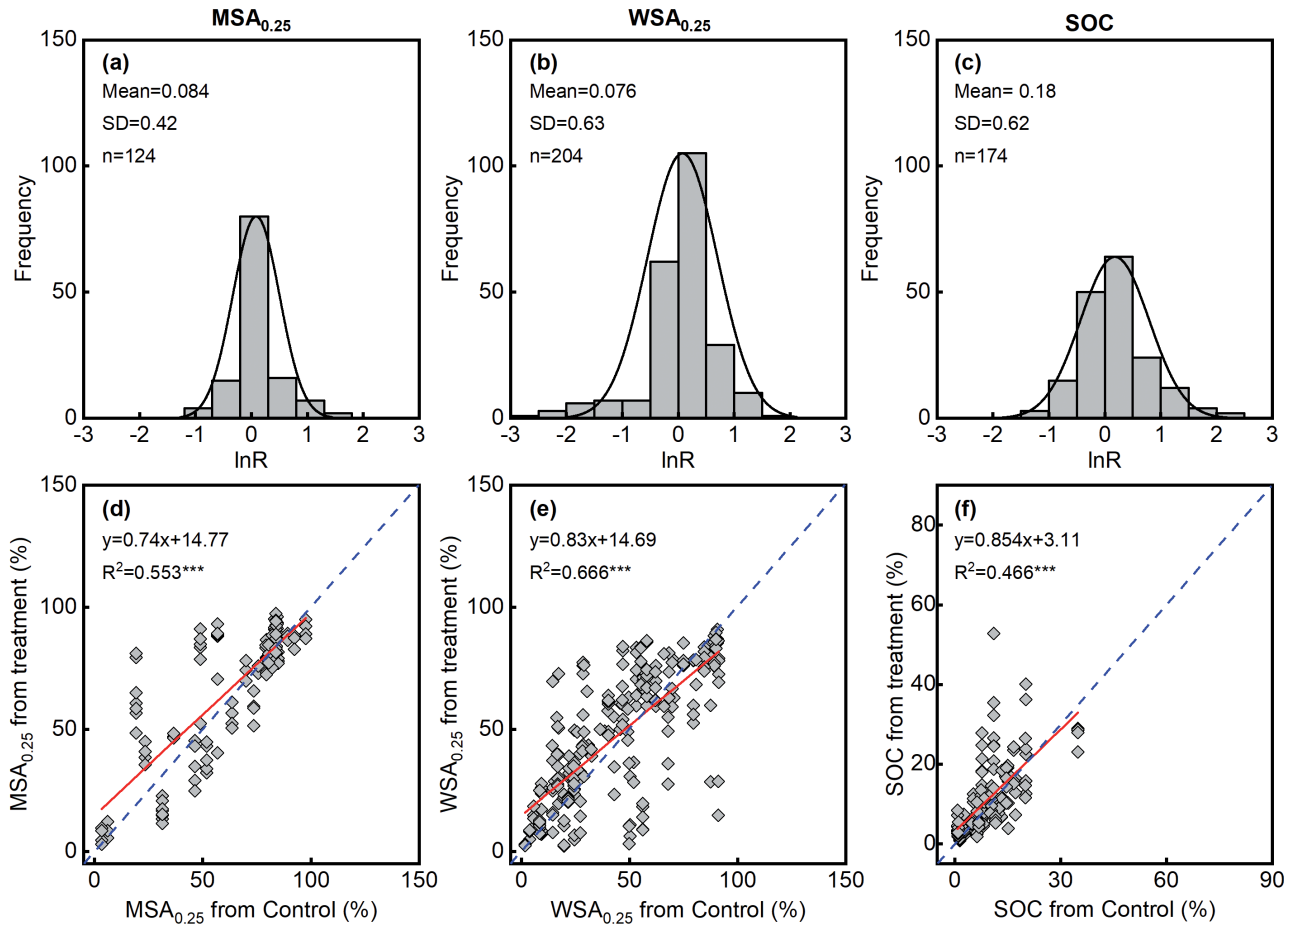 MSA0.25
WSA0.25
SOC
(a)
Mean=0.084
SD=0.42
n=124
150
100
50
0
Frequency
-3 -2 -1 0 1 2 3
lnR
(b)
Mean=0.076
SD=0.63
n=204
150
100
50
0
Frequency
-3 -2 -1 0 1 2 3
lnR
(c)
Mean= 0.18
SD=0.62
n=174
150
100
50
0
Frequency
-3 -2 -1 0 1 2 3
lnR
(d)
y=0.74x+14.77
R2=0.553***
150
100
50
0
MSA0.25 from treatment (%)
0 50 100 150
MSA0.25 from Control (%)
(e)
y=0.83x+14.69
R2=0.666***
150
100
50
0
WSA0.25 from treatment (%)
0 50 100 150
WSA0.25 from Control (%)
(f)
y=0.854x+3.11
R2=0.466***
80
60
40
20
0
SOC from treatment (%)
0 30 60 90
SOC from Control (%)